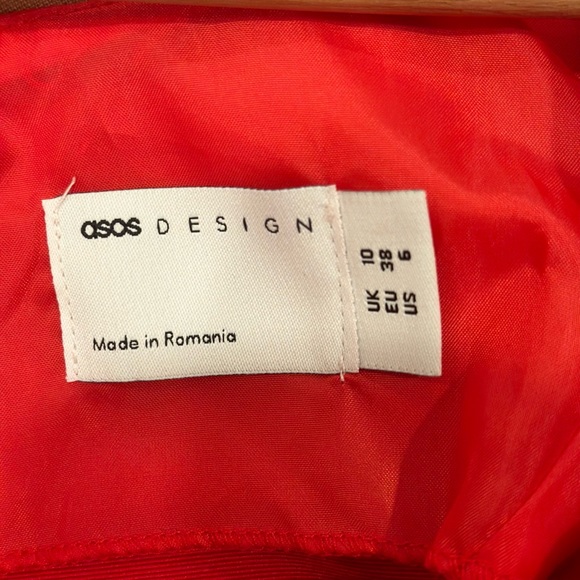 asos DESIGN
Made in Romania
UK 10
EU 38
US 6